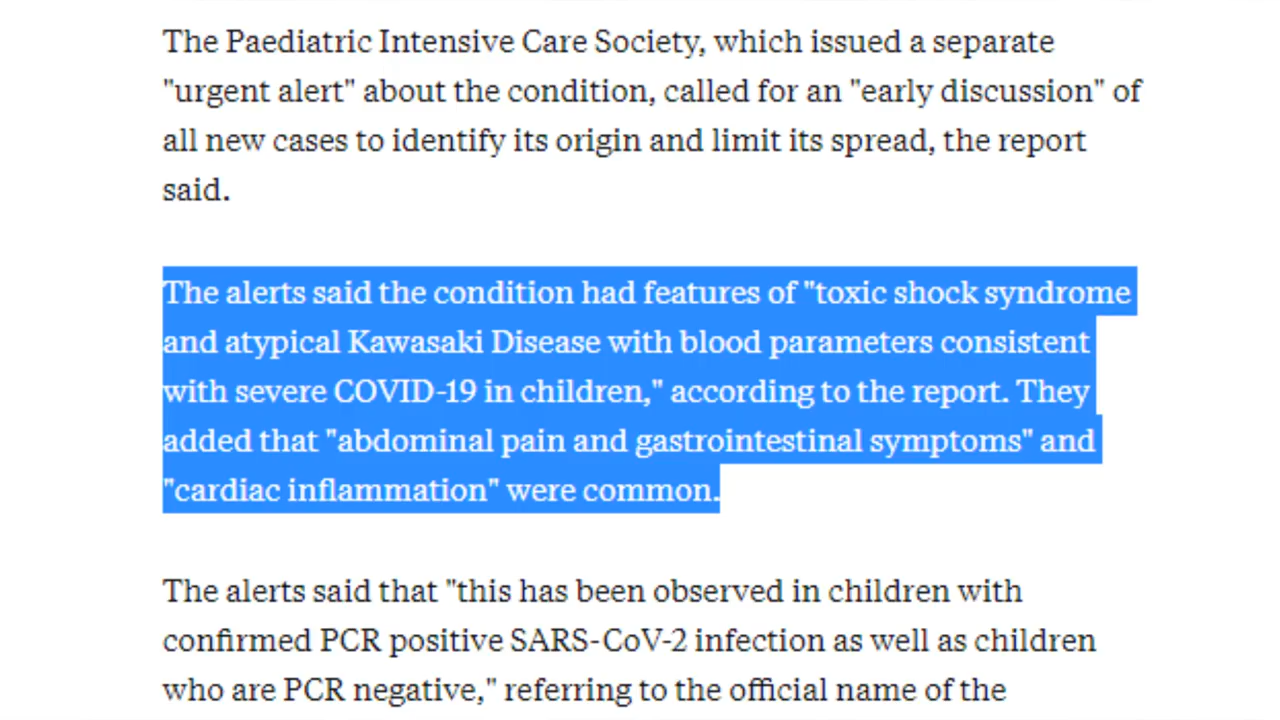 The Paediatric Intensive Care Society, which issued a separate
"urgent alert" about the condition, called for an "early discussion" of
all new cases to identify its origin and limit its spread, the report
said.
The alerts said the condition had features of "toxic shock syndrome
and atypical Kawasaki Disease with blood parameters consistent
with severe COVID-19 in children," according to the report. They
added that "abdominal pain and gastrointestinal symptoms" and
"cardiac inflammation" were common.
The alerts said that "this has been observed in children with
confirmed PCR positive SARS-CoV-2 infection as well as children
who are PCR negative," referring to the official name of the